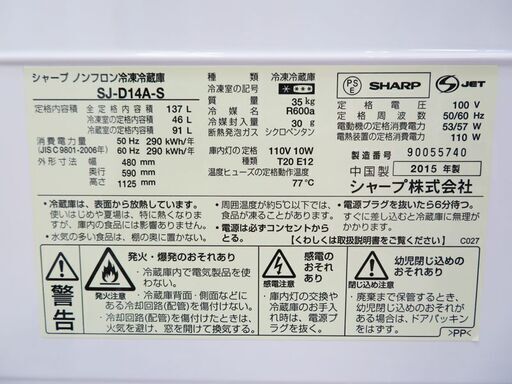 シャープ ノンフロン冷凍冷蔵庫
SJ-D14A-S
定格内容積 全定格内容積 137 L
冷凍室の定格内容積 46 L
冷蔵室の定格内容積 91 L
消費電力量 50 Hz 290 kWh/年
(JIS C 9801-2006年) 60 Hz 290 kWh/年
外形寸法 幅 480 mm
奥行 590 mm
高さ 1125 mm
種類 冷凍冷蔵庫
冷凍室の記号
質量 35 kg
冷媒 R600a
冷媒封入量 30 g
断熱発泡ガス シクロペンタン
庫内灯の定格 110V 10W
種類 T20 E12
温度ヒューズの定格動作温度
77℃
PS
E
SHARP
S JET
定格電圧 100 V
定格周波数 50/60 Hz
電動機の定格消費電力 53/57 W
電熱装置の定格消費電力 110 W
製造番号 90055740
中国製 2015 年製
シャープ株式会社
・冷蔵庫は、表面から放熱しています。
使いはじめや夏場は、特に熱くなりますが異常ではありません。
・水気の多い食品は、棚の奥に置かない。
・周囲温度が約5℃以下では、食品が凍ることがあります。
・電源は必ずコンセントからとる。
・電源プラグを抜いたら6分待つ。
すぐに差し込むと冷蔵庫に無理がかかります。
【くわしくは取扱説明書をご覧ください】
C027
警告
発火・爆発のおそれあり
発火注意
・冷蔵庫内で電気製品を使わない。
・冷蔵庫背面・側面などにある冷却回路(配管)を傷付けない。
・冷却回路(配管)を傷付けたときは、火気を避け、窓を開けて換気する。
感電のおそれあり
感電注意
・庫内灯の交換や冷蔵庫のお手入れ時は、電源プラグを抜く。
幼児閉じ込めのおそれあり
閉じ込め注意
・廃棄まで保管するとき、幼児閉じ込めのおそれがある場合は、ドアパッキンをはずす。
>PP<